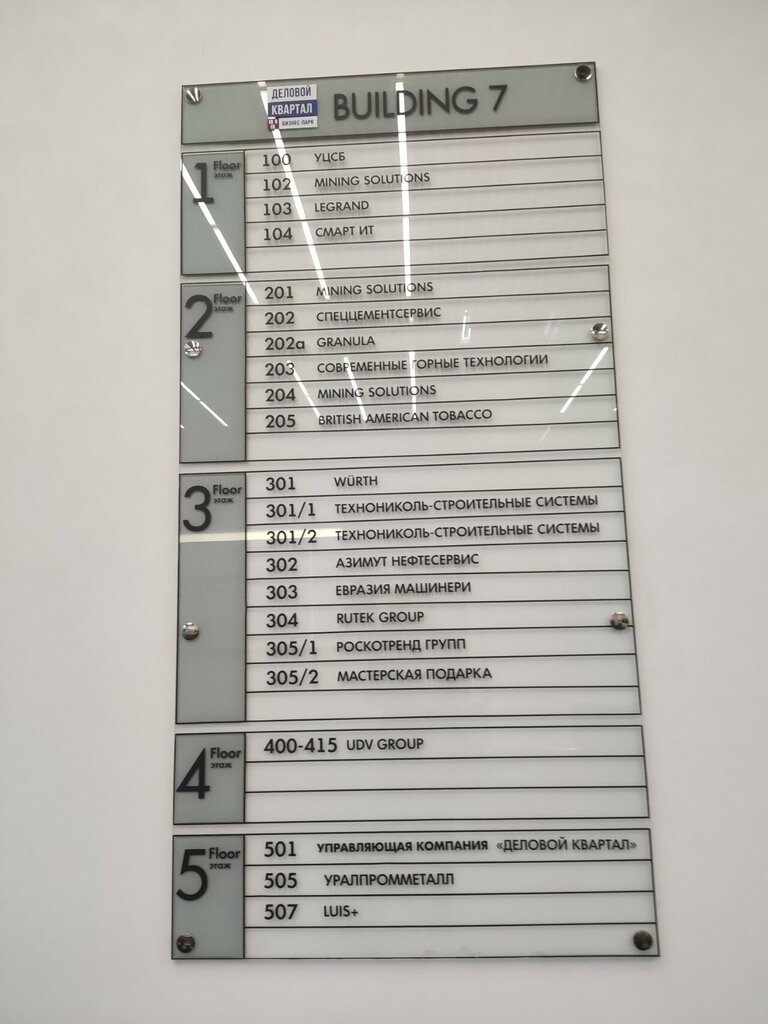 ДЕЛОВОЙ
КВАРТАЛ
БИЗНЕС-ПАРК
BUILDING 7
1 Floor
этаж
100 УЦСБ
102 MINING SOLUTIONS
103 LEGRAND
104 СМАРТ ИТ
2 Floor
этаж
201 MINING SOLUTIONS
202 СПЕЦЦЕМЕНТСЕРВИС
202a GRANULA
203 СОВРЕМЕННЫЕ ГОРНЫЕ ТЕХНОЛОГИИ
204 MINING SOLUTIONS
205 BRITISH AMERICAN TOBACCO
3 Floor
этаж
301 WÜRTH
301/1 ТЕХНОНИКОЛЬ-СТРОИТЕЛЬНЫЕ СИСТЕМЫ
301/2 ТЕХНОНИКОЛЬ-СТРОИТЕЛЬНЫЕ СИСТЕМЫ
302 АЗИМУТ НЕФТЕСЕРВИС
303 ЕВРАЗИЯ МАШИНЕРИ
304 RUTEK GROUP
305/1 РОСКОТРЕНД ГРУПП
305/2 МАСТЕРСКАЯ ПОДАРКА
4 Floor
этаж
400-415 UDV GROUP
5 Floor
этаж
501 УПРАВЛЯЮЩАЯ КОМПАНИЯ «ДЕЛОВОЙ КВАРТАЛ»
505 УРАЛПРОММЕТАЛЛ
507 LUIS+